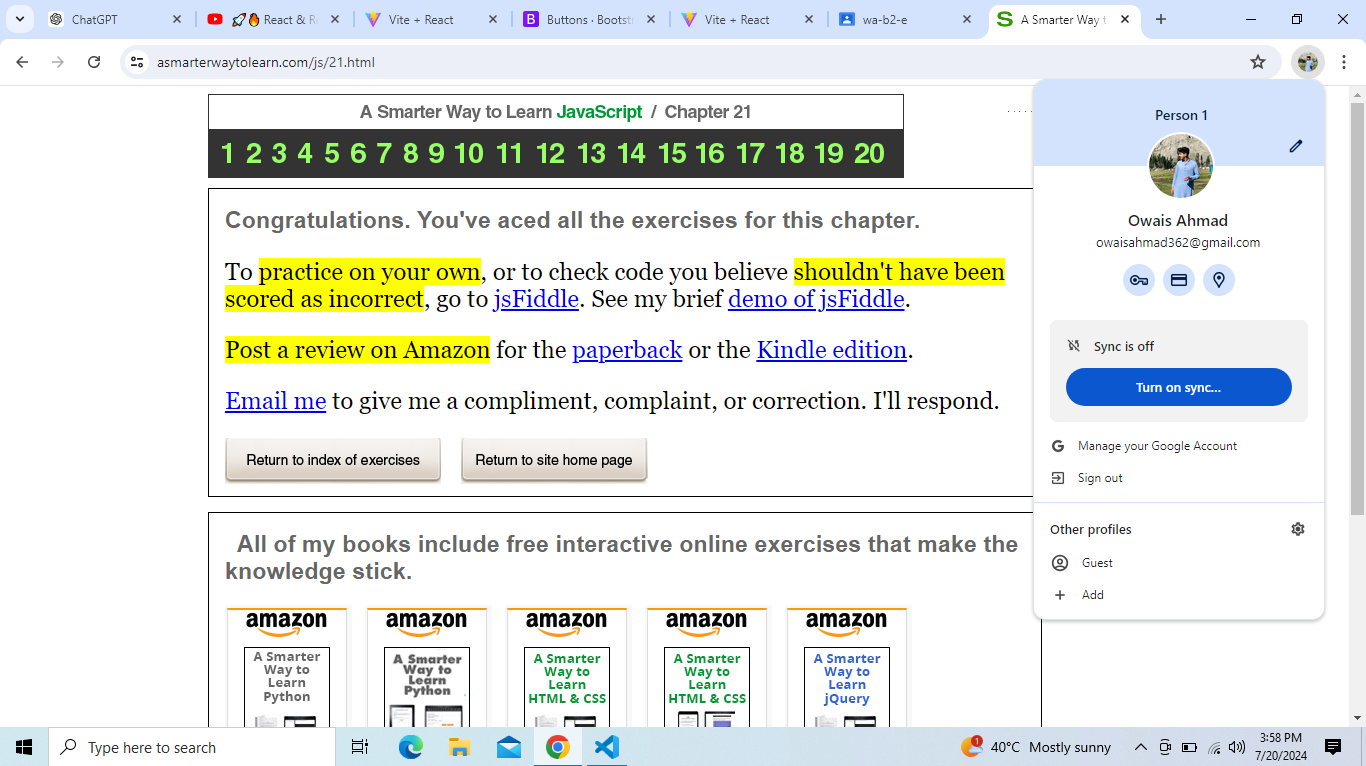 ChatGPT
React & R
Vite + React
Buttons · Bootstr
Vite + React
wa-b2-e
A Smarter Way t
asmarterwaytolearn.com/js/21.html
A Smarter Way to Learn JavaScript / Chapter 21
1 2 3 4 5 6 7 8 9 10 11 12 13 14 15 16 17 18 19 20
Congratulations. You've aced all the exercises for this chapter.
To practice on your own, or to check code you believe shouldn't have been
scored as incorrect, go to jsFiddle. See my brief demo of jsFiddle.
Post a review on Amazon for the paperback or the Kindle edition.
Email me to give me a compliment, complaint, or correction. I'll respond.
Return to index of exercises
Return to site home page
All of my books include free interactive online exercises that make the
knowledge stick.
amazon
A Smarter
Way to
Learn
Python
amazon
A Smarter
Way to
Learn
Python
amazon
A Smarter
Way to
Learn
HTML & CSS
amazon
A Smarter
Way to
Learn
HTML & CSS
amazon
A Smarter
Way to
Learn
jQuery
Person 1
Owais Ahmad
owaisahmad362@gmail.com
Sync is off
Turn on sync...
Manage your Google Account
Sign out
Other profiles
Guest
Add
Type here to search
1
40°C Mostly sunny
3:58 PM
7/20/2024